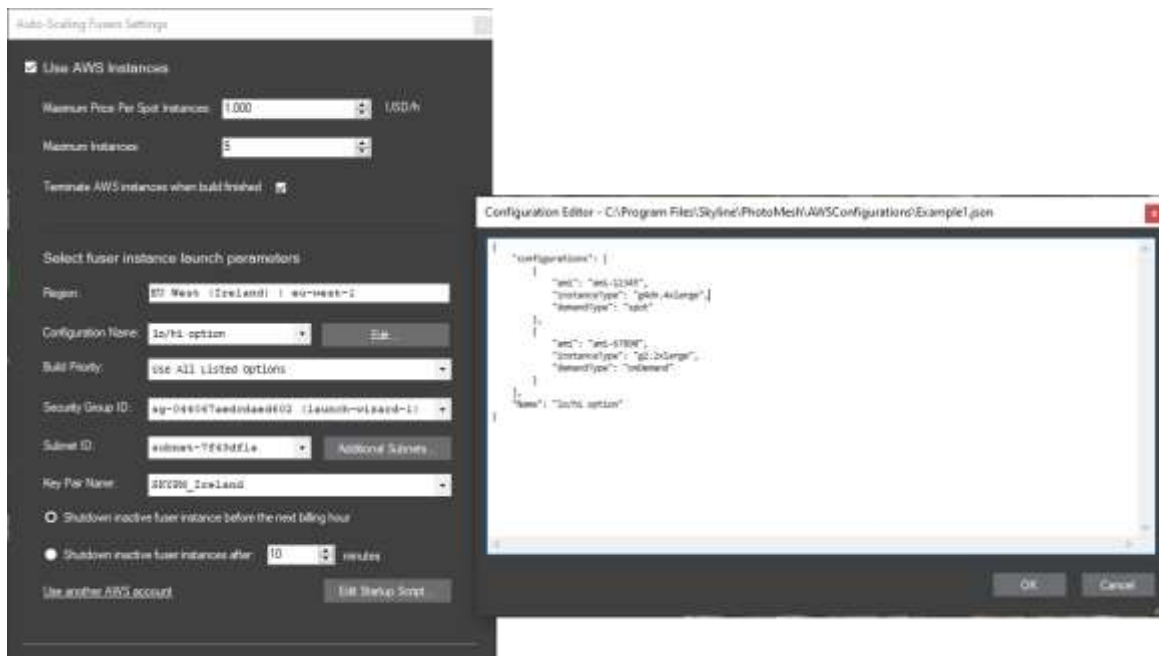 Auto-Scaling Fusers Settings
Use AWS Instances
Maximum Price Per Spot Instances: 1.000 USD/h
Maximum Instances: 5
Terminate AWS instances when build finished
Select fuser instance launch parameters
Region: EU West (Ireland) | eu-west-1
Configuration Name: lo/hi option Edit...
Build Priority: Use All Listed Options
Security Group ID: (launch-wizard-1)
Subnet ID: Additional Subnets...
Key Pair Name: SKYGN_Ireland
Shutdown inactive fuser instance before the next billing hour
Shutdown inactive fuser instances after 10 minutes
Use another AWS account Edit Startup Script...
Configuration Editor - C:\Program Files\Skyline\PhotoMesh\AWSConfigurations\Example1.json
{
"configurations": [
{
"ami": "ami-12345",
"instanceType": "g4dn.4xlarge",
"demandType": "spot"
},
{
"ami": "ami-67890",
"instanceType": "g2.2xlarge",
"demandType": "onDemand"
}
],
"Name": "lo/hi option"
}
OK Cancel